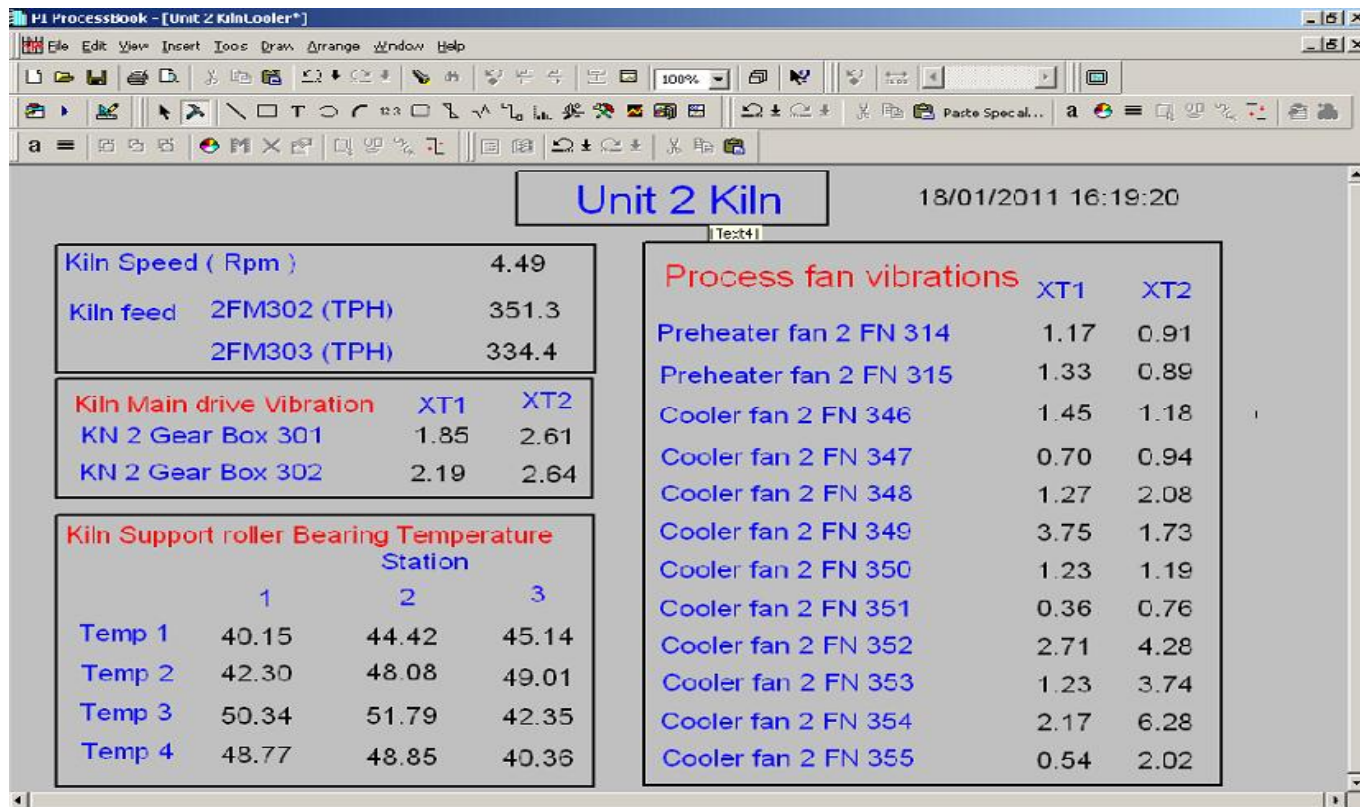 PI ProcessBook - [Unit 2 KilnCooler*]
File Edit View Insert Tools Draw Arrange Window Help
100%
Paste Special...
Unit 2 Kiln
18/01/2011 16:19:20
Text4
Kiln Speed ( Rpm ) 4.49
Kiln feed 2FM302 (TPH) 351.3
2FM303 (TPH) 334.4
Kiln Main drive Vibration XT1 XT2
KN 2 Gear Box 301 1.85 2.61
KN 2 Gear Box 302 2.19 2.64
Kiln Support roller Bearing Temperature
Station
1 2 3
Temp 1 40.15 44.42 45.14
Temp 2 42.30 48.08 49.01
Temp 3 50.34 51.79 42.35
Temp 4 48.77 48.85 40.36
Process fan vibrations XT1 XT2
Preheater fan 2 FN 314 1.17 0.91
Preheater fan 2 FN 315 1.33 0.89
Cooler fan 2 FN 346 1.45 1.18
Cooler fan 2 FN 347 0.70 0.94
Cooler fan 2 FN 348 1.27 2.08
Cooler fan 2 FN 349 3.75 1.73
Cooler fan 2 FN 350 1.23 1.19
Cooler fan 2 FN 351 0.36 0.76
Cooler fan 2 FN 352 2.71 4.28
Cooler fan 2 FN 353 1.23 3.74
Cooler fan 2 FN 354 2.17 6.28
Cooler fan 2 FN 355 0.54 2.02